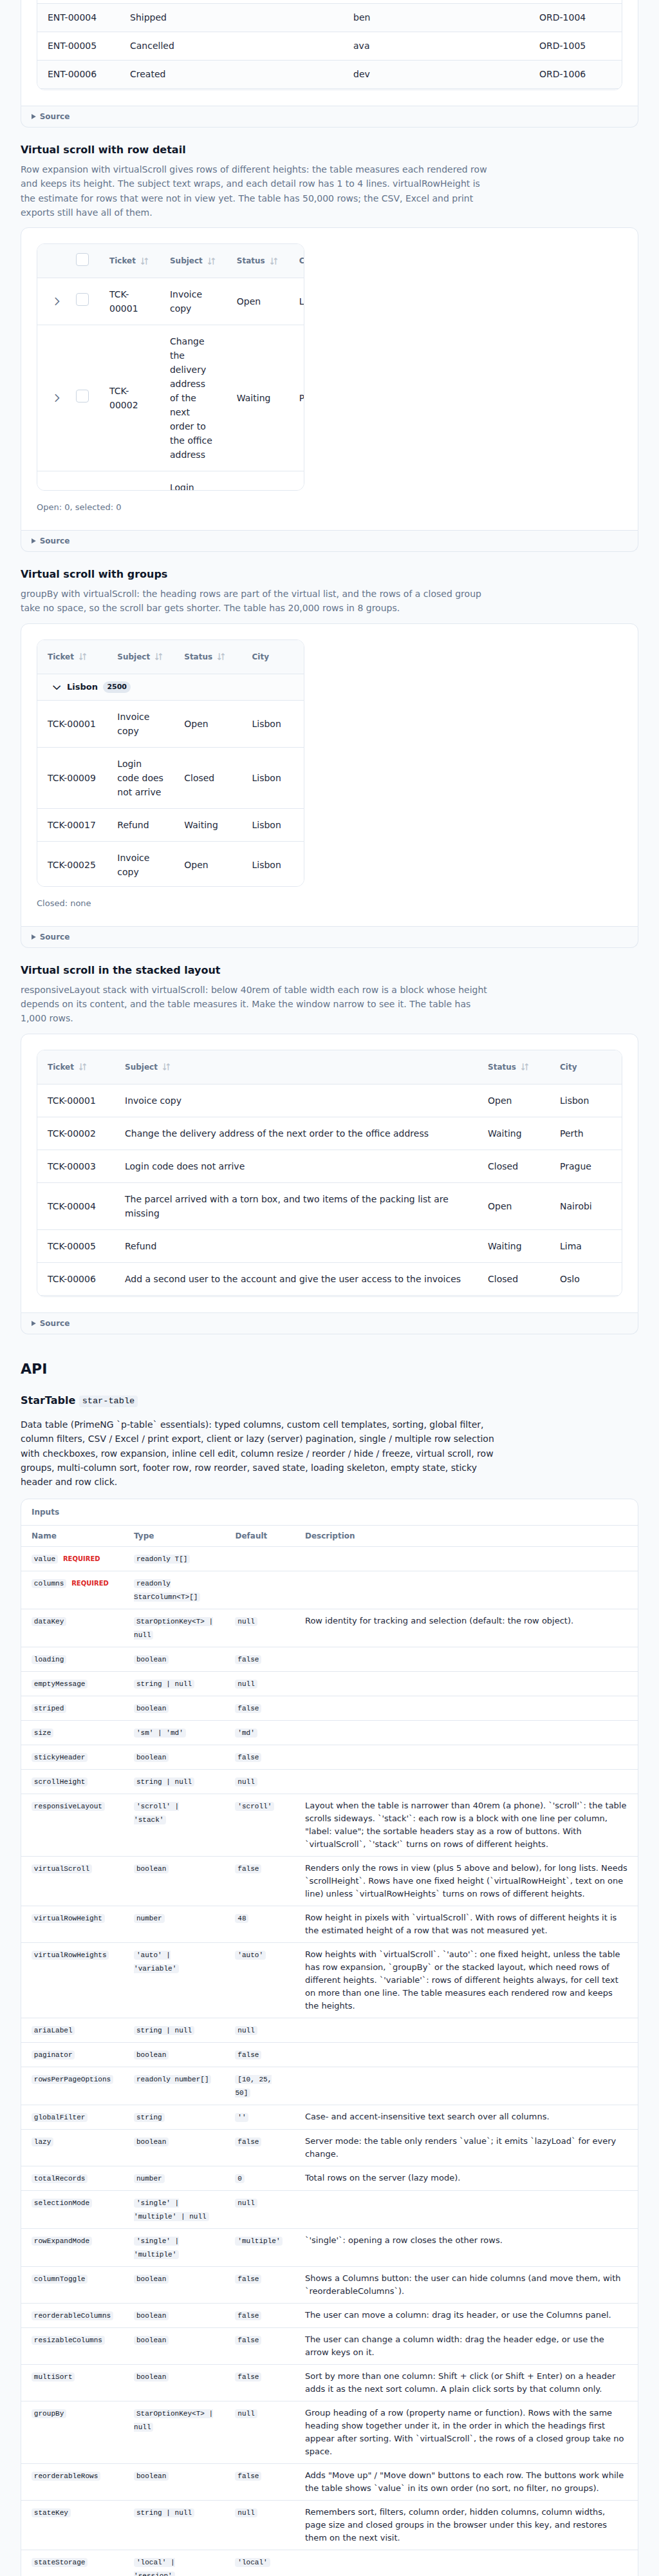 ENT-00004 Shipped ben ORD-1004
ENT-00005 Cancelled ava ORD-1005
ENT-00006 Created dev ORD-1006
Source
Virtual scroll with row detail
Row expansion with virtualScroll gives rows of different heights: the table measures each rendered row
and keeps its height. The subject text wraps, and each detail row has 1 to 4 lines. virtualRowHeight is
the estimate for rows that were not in view yet. The table has 50,000 rows; the CSV, Excel and print
exports still have all of them.
Ticket Subject Status
TCK-
00001
Invoice
copy
Open L
TCK-
00002
Change
the
delivery
address
of the
next
order to
the office
address
Waiting P
Login
Open: 0, selected: 0
Source
Virtual scroll with groups
groupBy with virtualScroll: the heading rows are part of the virtual list, and the rows of a closed group
take no space, so the scroll bar gets shorter. The table has 20,000 rows in 8 groups.
Ticket Subject Status City
Lisbon 2500
TCK-00001 Invoice
copy Open Lisbon
TCK-00009 Login
code does
not arrive Closed Lisbon
TCK-00017 Refund Waiting Lisbon
TCK-00025 Invoice
copy Open Lisbon
Closed: none
Source
Virtual scroll in the stacked layout
responsiveLayout stack with virtualScroll: below 40rem of table width each row is a block whose height
depends on its content, and the table measures it. Make the window narrow to see it. The table has
1,000 rows.
Ticket Subject Status City
TCK-00001 Invoice copy Open Lisbon
TCK-00002 Change the delivery address of the next order to the office address Waiting Perth
TCK-00003 Login code does not arrive Closed Prague
TCK-00004 The parcel arrived with a torn box, and two items of the packing list are
missing Open Nairobi
TCK-00005 Refund Waiting Lima
TCK-00006 Add a second user to the account and give the user access to the invoices Closed Oslo
Source
API
StarTable star-table
Data table (PrimeNG `p-table` essentials): typed columns, custom cell templates, sorting, global filter,
column filters, CSV / Excel / print export, client or lazy (server) pagination, single / multiple row selection
with checkboxes, row expansion, inline cell edit, column resize / reorder / hide / freeze, virtual scroll, row
groups, multi-column sort, footer row, row reorder, saved state, loading skeleton, empty state, sticky
header and row click.
Inputs
Name Type Default Description
value REQUIRED readonly T[]
columns REQUIRED readonly
StarColumn<T>[]
dataKey StarOptionKey<T> |
null null Row identity for tracking and selection (default: the row object).
loading boolean false
emptyMessage string | null null
striped boolean false
size 'sm' | 'md' 'md'
stickyHeader boolean false
scrollHeight string | null null
responsiveLayout 'scroll' |
'stack' 'scroll' Layout when the table is narrower than 40rem (a phone). `'scroll'`: the table
scrolls sideways. `'stack'`: each row is a block with one line per column,
"label: value"; the sortable headers stay as a row of buttons. With
`virtualScroll`, `'stack'` turns on rows of different heights.
virtualScroll boolean false Renders only the rows in view (plus 5 above and below), for long lists. Needs
`scrollHeight`. Rows have one fixed height (`virtualRowHeight`, text on one
line) unless `virtualRowHeights` turns on rows of different heights.
virtualRowHeight number 48 Row height in pixels with `virtualScroll`. With rows of different heights it is
the estimated height of a row that was not measured yet.
virtualRowHeights 'auto' |
'variable' 'auto' Row heights with `virtualScroll`. `'auto'`: one fixed height, unless the table
has row expansion, `groupBy` or the stacked layout, which need rows of
different heights. `'variable'`: rows of different heights always, for cell text
on more than one line. The table measures each rendered row and keeps
the heights.
ariaLabel string | null null
paginator boolean false
rowsPerPageOptions readonly number[] [10, 25,
50]
globalFilter string '' Case- and accent-insensitive text search over all columns.
lazy boolean false Server mode: the table only renders `value`; it emits `lazyLoad` for every
change.
totalRecords number 0 Total rows on the server (lazy mode).
selectionMode 'single' |
'multiple' | null null
rowExpandMode 'single' |
'multiple' 'multiple' `'single'`: opening a row closes the other rows.
columnToggle boolean false Shows a Columns button: the user can hide columns (and move them, with
`reorderableColumns`).
reorderableColumns boolean false The user can move a column: drag its header, or use the Columns panel.
resizableColumns boolean false The user can change a column width: drag the header edge, or use the
arrow keys on it.
multiSort boolean false Sort by more than one column: Shift + click (or Shift + Enter) on a header
adds it as the next sort column. A plain click sorts by that column only.
groupBy StarOptionKey<T> |
null null Group heading of a row (property name or function). Rows with the same
heading show together under it, in the order in which the headings first
appear after sorting. With `virtualScroll`, the rows of a closed group take no
space.
reorderableRows boolean false Adds "Move up" / "Move down" buttons to each row. The buttons work while
the table shows `value` in its own order (no sort, no filter, no groups).
stateKey string | null null Remembers sort, filters, column order, hidden columns, column widths,
page size and closed groups in the browser under this key, and restores
them on the next visit.
stateStorage 'local' |
'session' 'local'